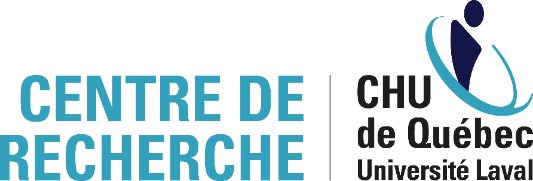 CENTRE DE
RECHERCHE
CHU
de Québec
Université Laval